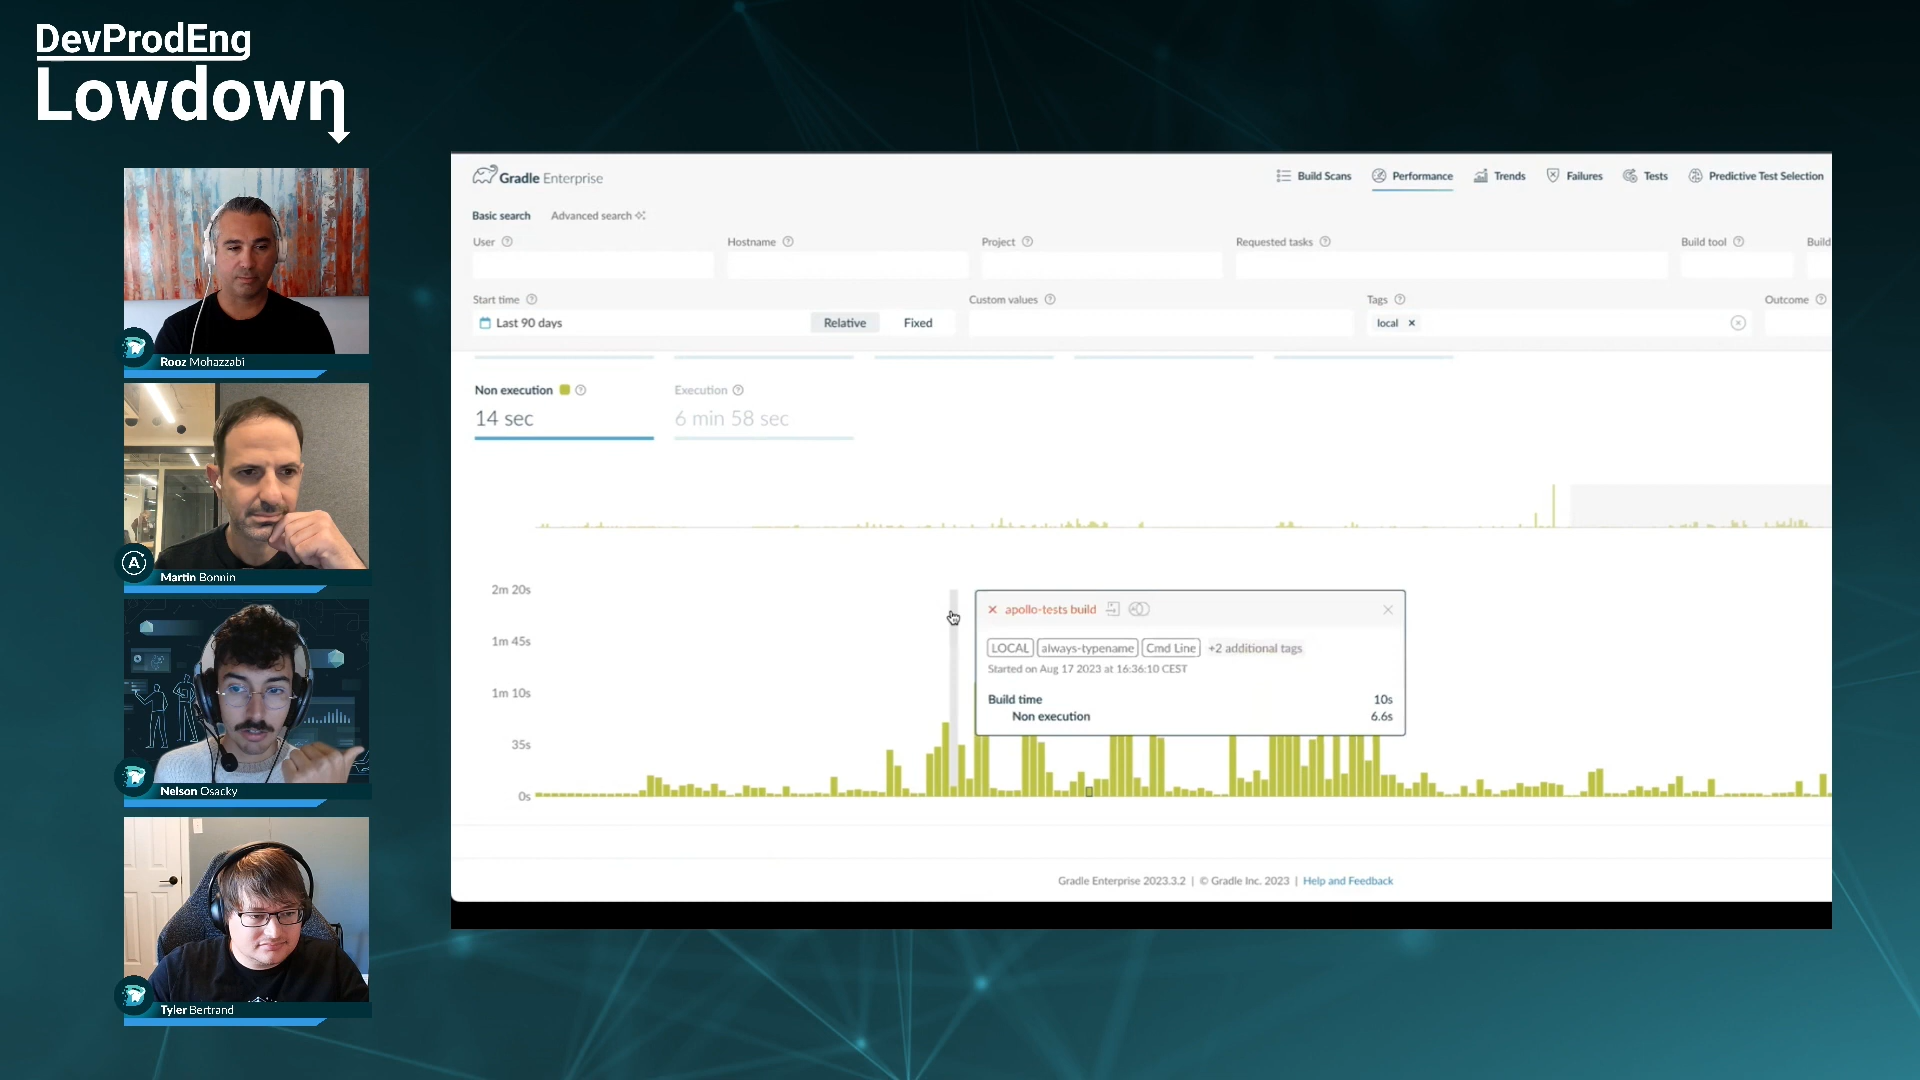 DevProdEng
Lowdown
Rooz Mohazzabi
A
Martin Bonnin
Nelson Osacky
Tyler Bertrand
Gradle Enterprise
Build Scans
Performance
Trends
Failures
Tests
Predictive Test Selection
Basic search
Advanced search
User
Hostname
Project
Requested tasks
Build tool
Build
Start time
Custom values
Tags
Outcome
Last 90 days
Relative
Fixed
local
Non execution
Execution
14 sec
6 min 58 sec
2m 20s
1m 45s
1m 10s
35s
0s
apollo-tests build
LOCAL
always-typename
Cmd Line
+2 additional tags
Started on Aug 17 2023 at 16:36:10 CEST
Build time 10s
Non execution 6.6s
Gradle Enterprise 2023.3.2 | © Gradle Inc. 2023 | Help and Feedback